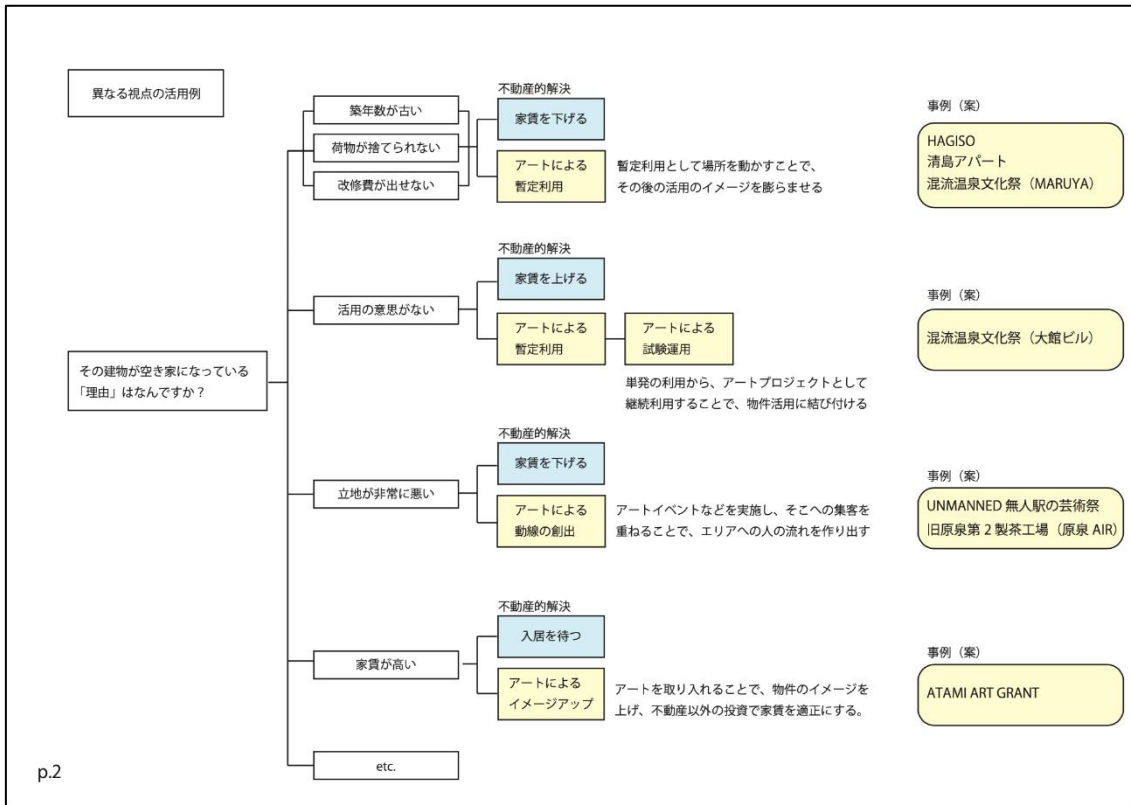 異なる視点の活用例
その建物が空き家になっている
「理由」はなんですか？
築年数が古い
荷物が捨てられない
改修費が出せない
不動産的解決
家賃を下げる
アートによる
暫定利用
暫定利用として場所を動かすことで、
その後の活用のイメージを膨らませる
事例（案）
HAGISO
清島アパート
混流温泉文化祭（MARUYA）
活用の意思がない
不動産的解決
家賃を上げる
アートによる
暫定利用
アートによる
試験運用
単発の利用から、アートプロジェクトとして
継続利用することで、物件活用に結び付ける
事例（案）
混流温泉文化祭（大館ビル）
立地が非常に悪い
不動産的解決
家賃を下げる
アートによる
動線の創出
アートイベントなどを実施し、そこへの集客を
重ねることで、エリアへの人の流れを作り出す
事例（案）
UNMANNED 無人駅の芸術祭
旧原泉第 2 製茶工場（原泉 AIR）
家賃が高い
不動産的解決
入居を待つ
アートによる
イメージアップ
アートを取り入れることで、物件のイメージを
上げ、不動産以外の投資で家賃を適正にする。
事例（案）
ATAMI ART GRANT
etc.
p.2